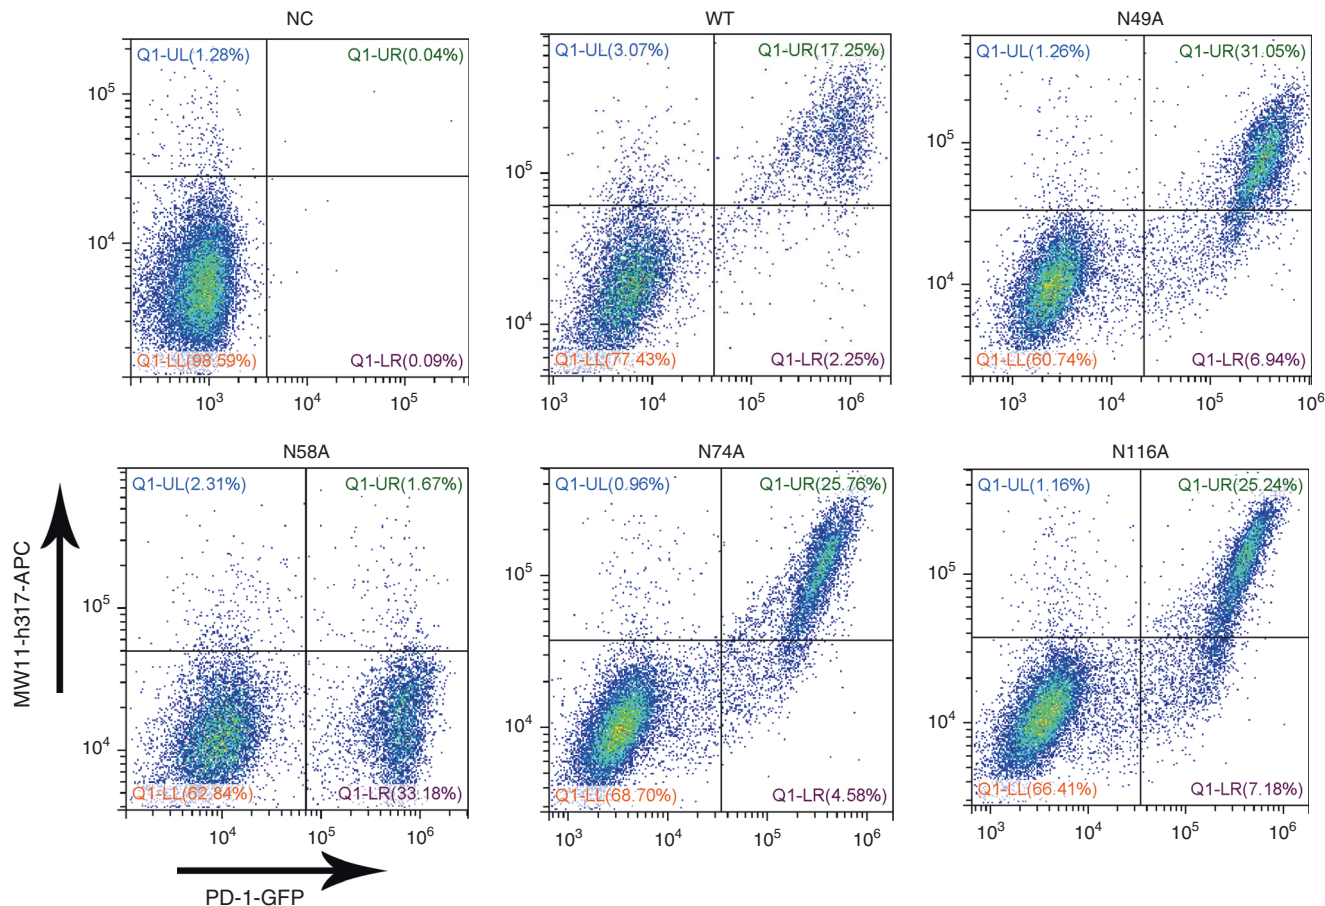 NC
Q1-UL(1.28%)
Q1-UR(0.04%)
10^5
10^4
Q1-LL(98.59%)
Q1-LR(0.09%)
10^3 10^4 10^5
WT
Q1-UL(3.07%)
Q1-UR(17.25%)
10^5
10^4
Q1-LL(77.43%)
Q1-LR(2.25%)
10^3 10^4 10^5 10^6
N49A
Q1-UL(1.26%)
Q1-UR(31.05%)
10^5
10^4
Q1-LL(60.74%)
Q1-LR(6.94%)
10^3 10^4 10^5 10^6
MW11-h317-APC
N58A
Q1-UL(2.31%)
Q1-UR(1.67%)
10^5
10^4
Q1-LL(62.84%)
Q1-LR(33.18%)
10^4 10^5 10^6
N74A
Q1-UL(0.96%)
Q1-UR(25.76%)
10^5
10^4
Q1-LL(68.70%)
Q1-LR(4.58%)
10^3 10^4 10^5 10^6
N116A
Q1-UL(1.16%)
Q1-UR(25.24%)
10^5
10^4
Q1-LL(66.41%)
Q1-LR(7.18%)
10^3 10^4 10^5 10^6
PD-1-GFP